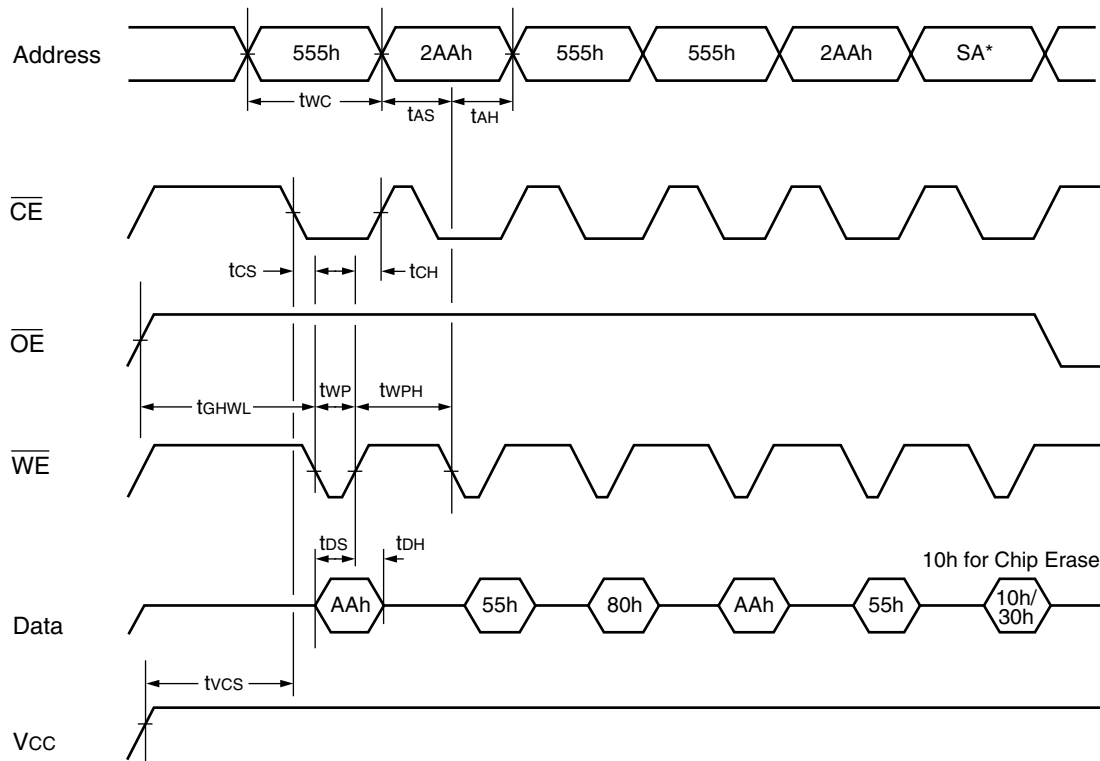 Address 555h 2AAh 555h 555h 2AAh SA*
tWC tAS tAH
CE
tCS tCH
OE
tGHWL tWP tWPH
WE
tDS tDH
10h for Chip Erase
Data AAh 55h 80h AAh 55h 10h/
30h
tVCS
VCC